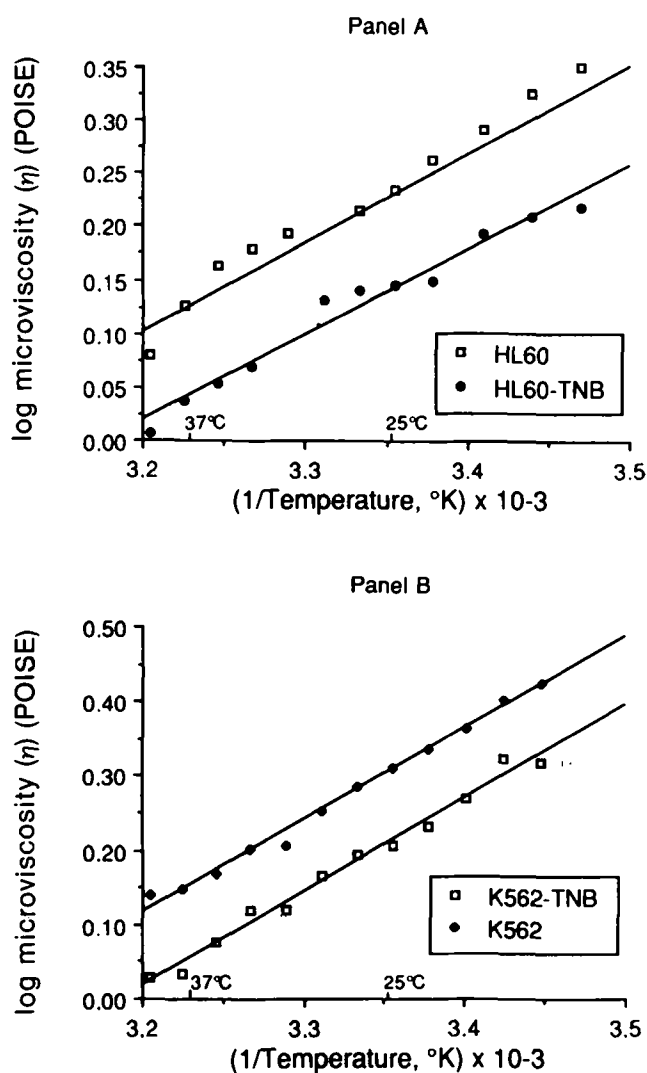 Panel A
log microviscosity (η) (POISE)
0.35
0.30
0.25
0.20
0.15
0.10
0.05
0.00
HL60
HL60-TNB
37°C
25°C
3.2
3.3
3.4
3.5
(1/Temperature, °K) x 10-3
Panel B
log microviscosity (η) (POISE)
0.50
0.40
0.30
0.20
0.10
0.00
K562-TNB
K562
37°C
25°C
3.2
3.3
3.4
3.5
(1/Temperature, °K) x 10-3